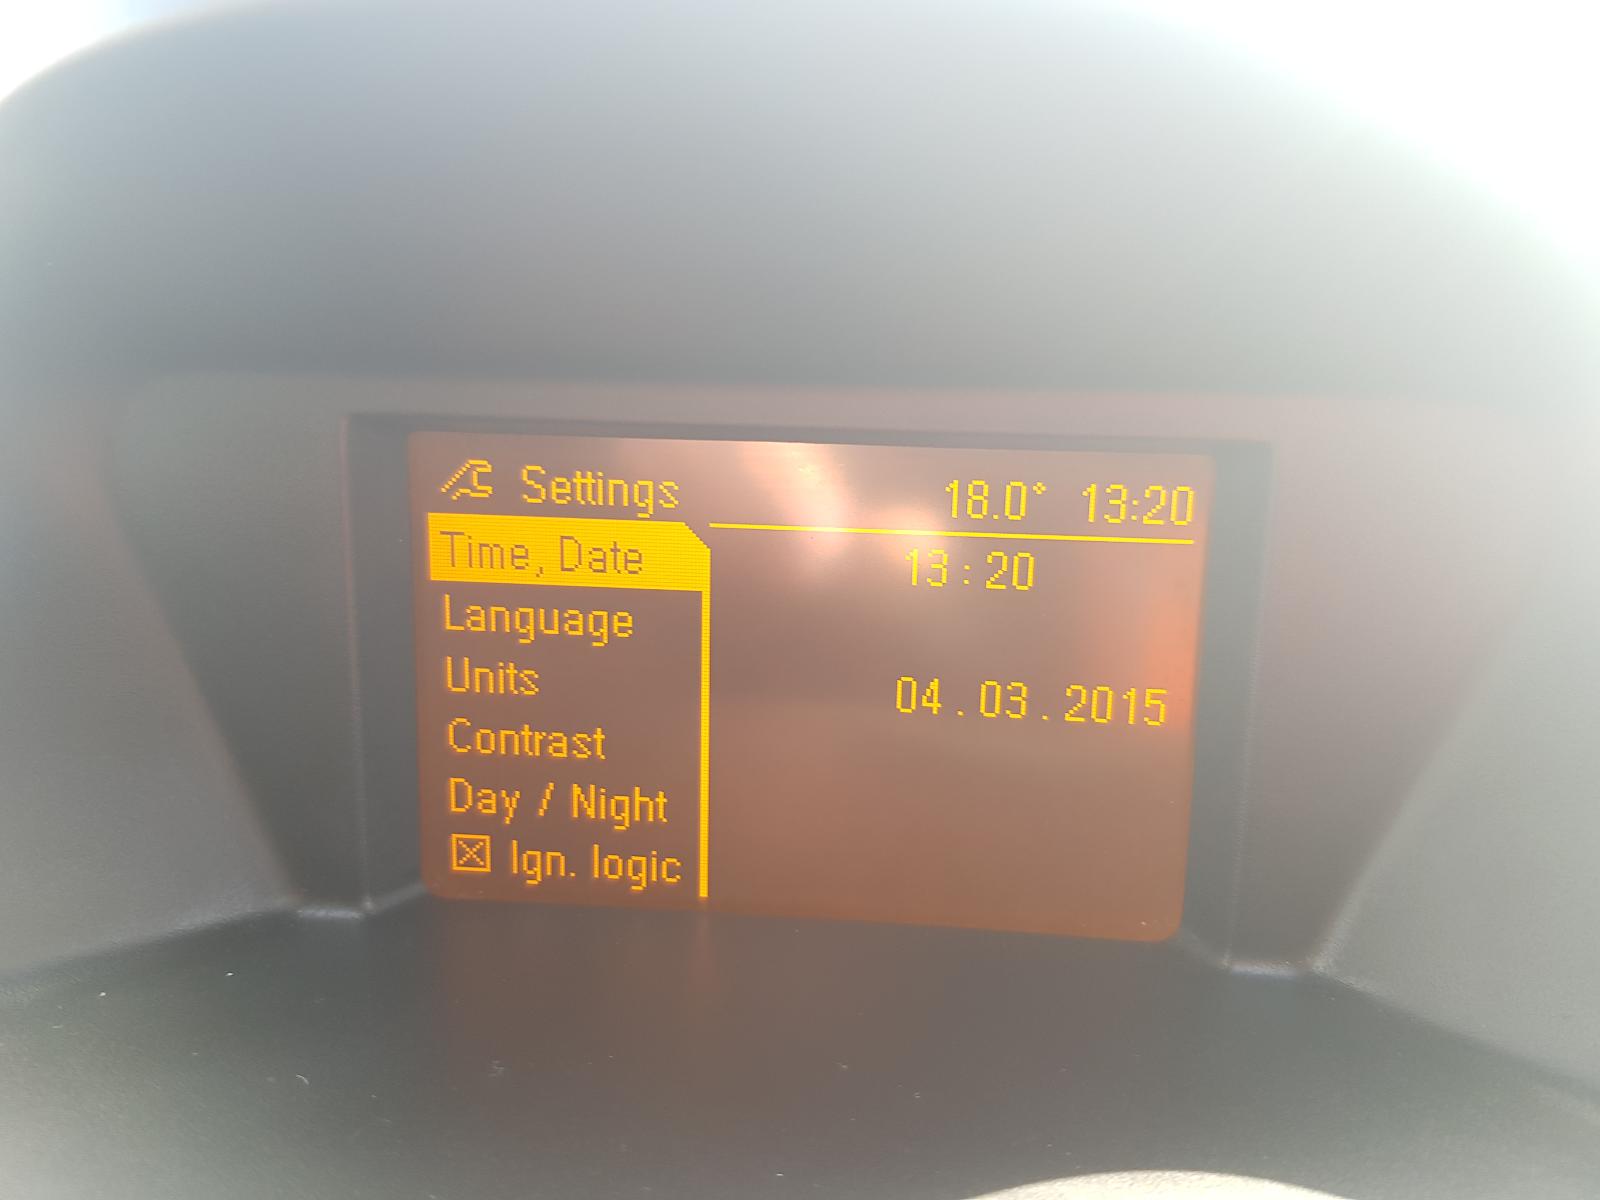 Settings 18.0° 13:20
Time, Date 13 : 20
Language
Units 04 . 03 . 2015
Contrast
Day / Night
Ign. logic